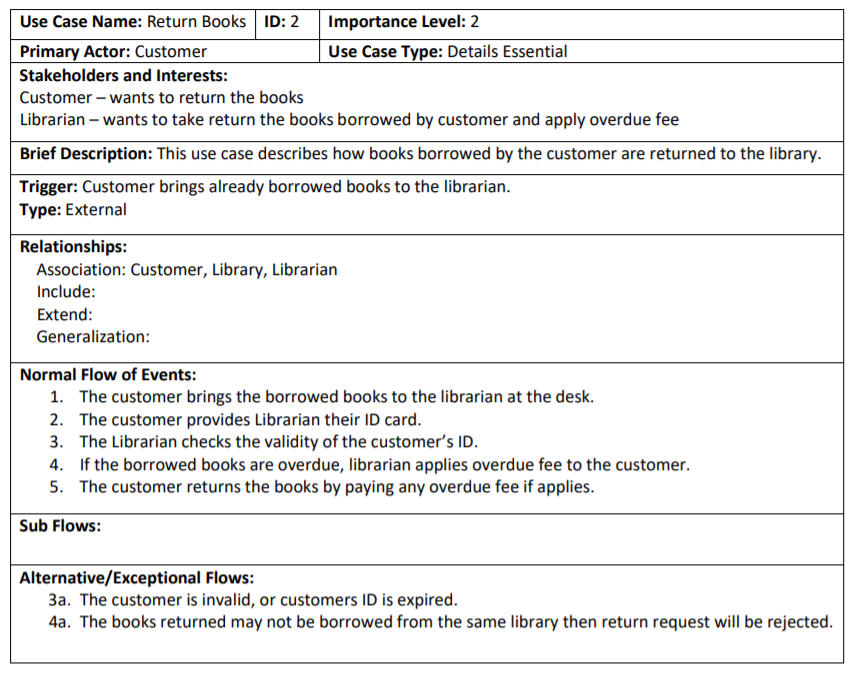 Use Case Name: Return Books ID: 2 Importance Level: 2
Primary Actor: Customer Use Case Type: Details Essential
Stakeholders and Interests:
Customer – wants to return the books
Librarian – wants to take return the books borrowed by customer and apply overdue fee
Brief Description: This use case describes how books borrowed by the customer are returned to the library.
Trigger: Customer brings already borrowed books to the librarian.
Type: External
Relationships:
Association: Customer, Library, Librarian
Include:
Extend:
Generalization:
Normal Flow of Events:
1. The customer brings the borrowed books to the librarian at the desk.
2. The customer provides Librarian their ID card.
3. The Librarian checks the validity of the customer’s ID.
4. If the borrowed books are overdue, librarian applies overdue fee to the customer.
5. The customer returns the books by paying any overdue fee if applies.
Sub Flows:
Alternative/Exceptional Flows:
3a. The customer is invalid, or customers ID is expired.
4a. The books returned may not be borrowed from the same library then return request will be rejected.